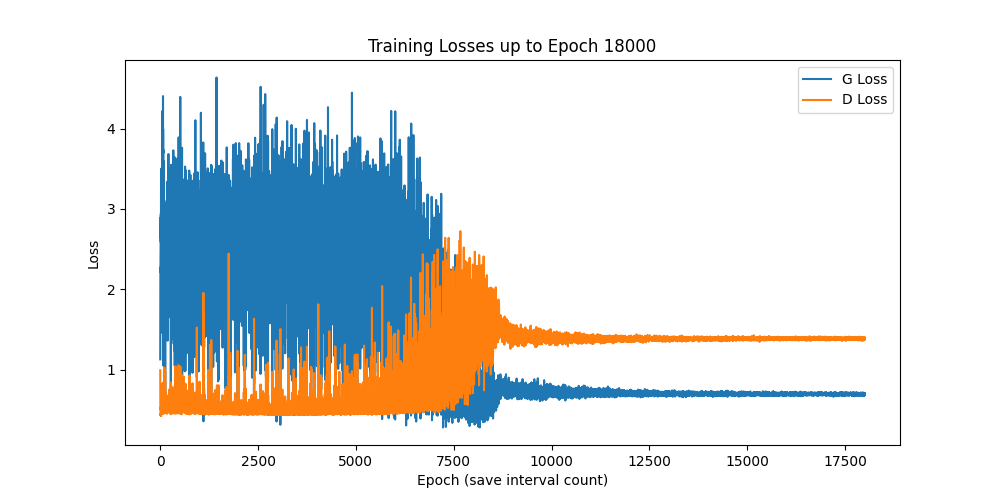 Training Losses up to Epoch 18000
G Loss
D Loss
Loss
4
3
2
1
0 2500 5000 7500 10000 12500 15000 17500
Epoch (save interval count)